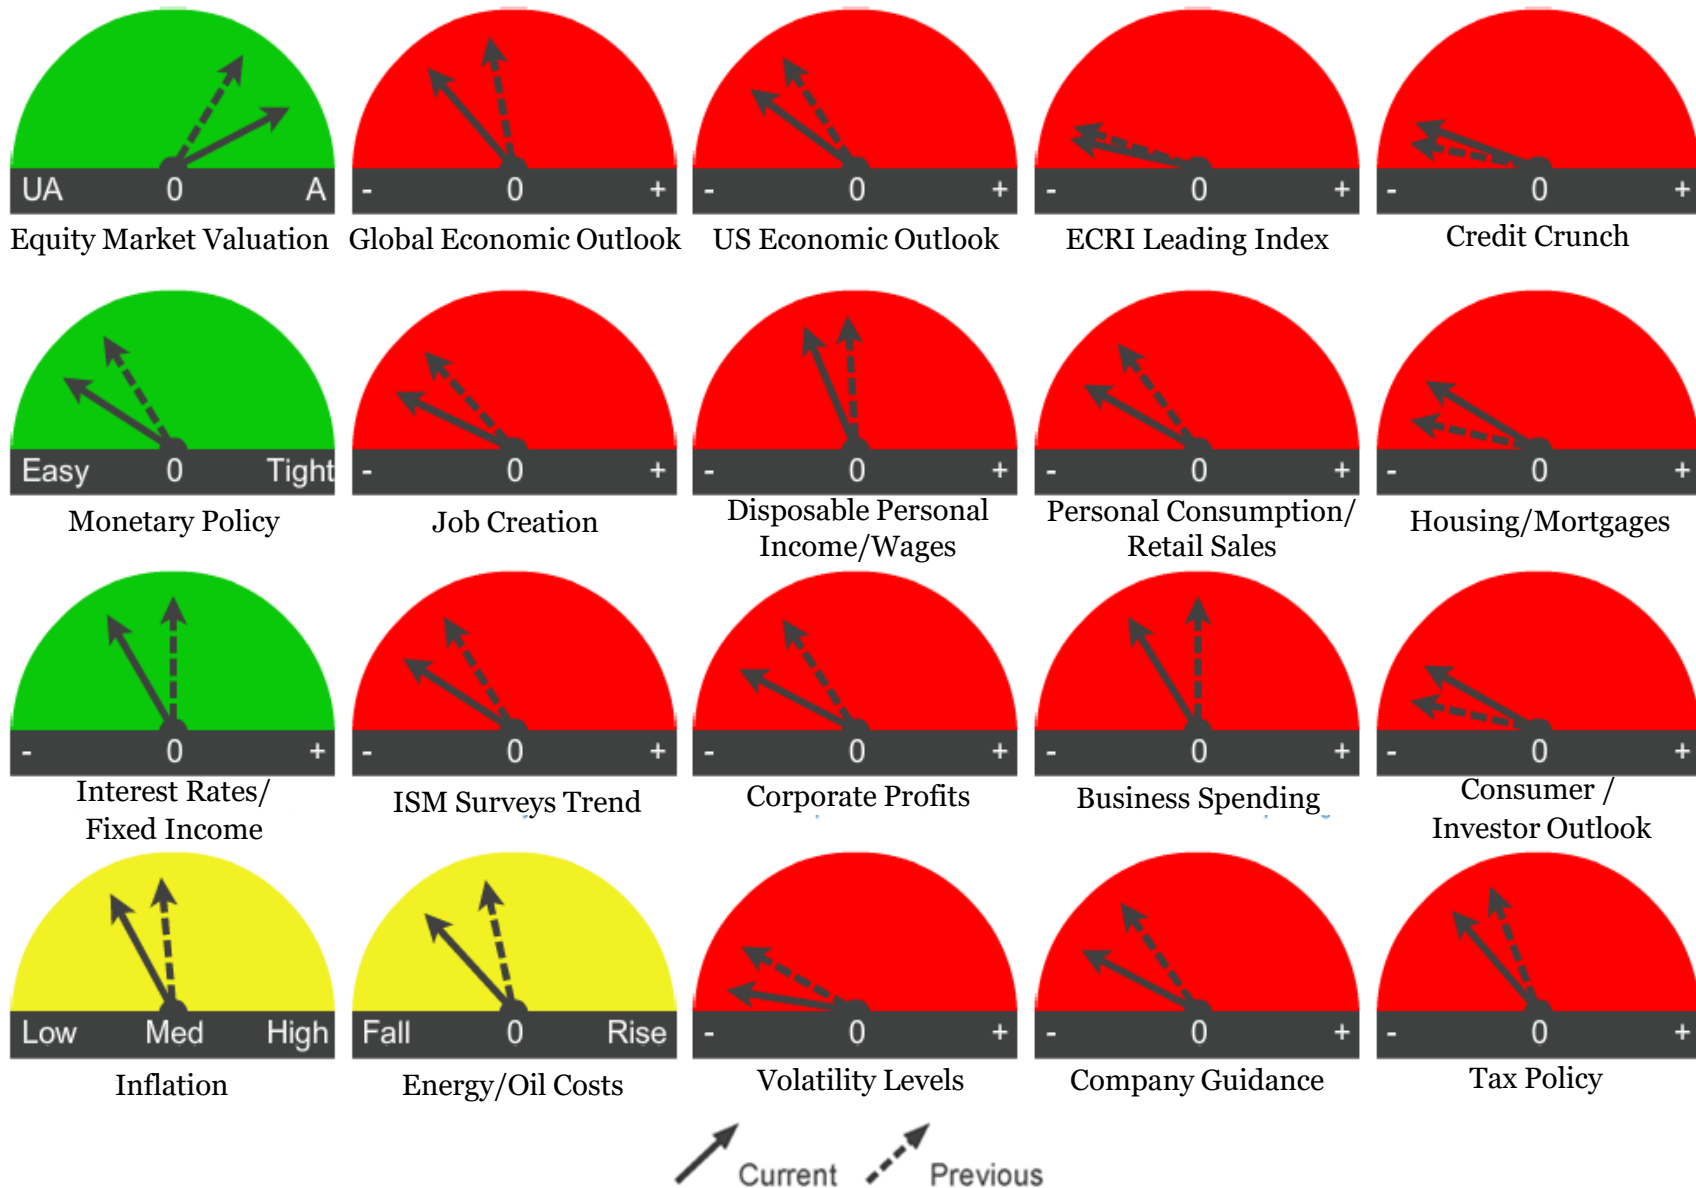 UA 0 A
- 0 +
- 0 +
- 0 +
- 0 +
Equity Market Valuation
Global Economic Outlook
US Economic Outlook
ECRI Leading Index
Credit Crunch
Easy 0 Tight
- 0 +
- 0 +
- 0 +
- 0 +
Monetary Policy
Job Creation
Disposable Personal
Income/Wages
Personal Consumption/
Retail Sales
Housing/Mortgages
- 0 +
- 0 +
- 0 +
- 0 +
- 0 +
Interest Rates/
Fixed Income
ISM Surveys Trend
Corporate Profits
Business Spending
Consumer /
Investor Outlook
Low Med High
Fall 0 Rise
- 0 +
- 0 +
- 0 +
Inflation
Energy/Oil Costs
Volatility Levels
Company Guidance
Tax Policy
Current
Previous